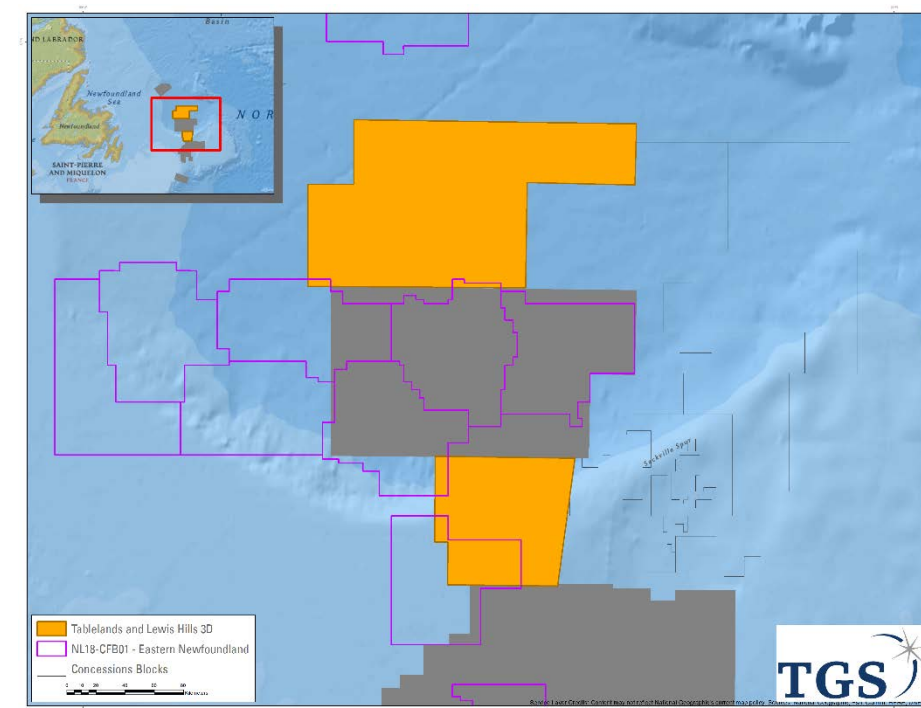 Basin
ND LABRADOR
Newfoundland
Sea
NOR
Newfoundland
SAINT-PIERRE
AND MIQUELON
FRANCE
Sackville Spur
Tablelands and Lewis Hills 3D
NL18-CFB01 - Eastern Newfoundland
Concessions Blocks
Kilometers
TGS